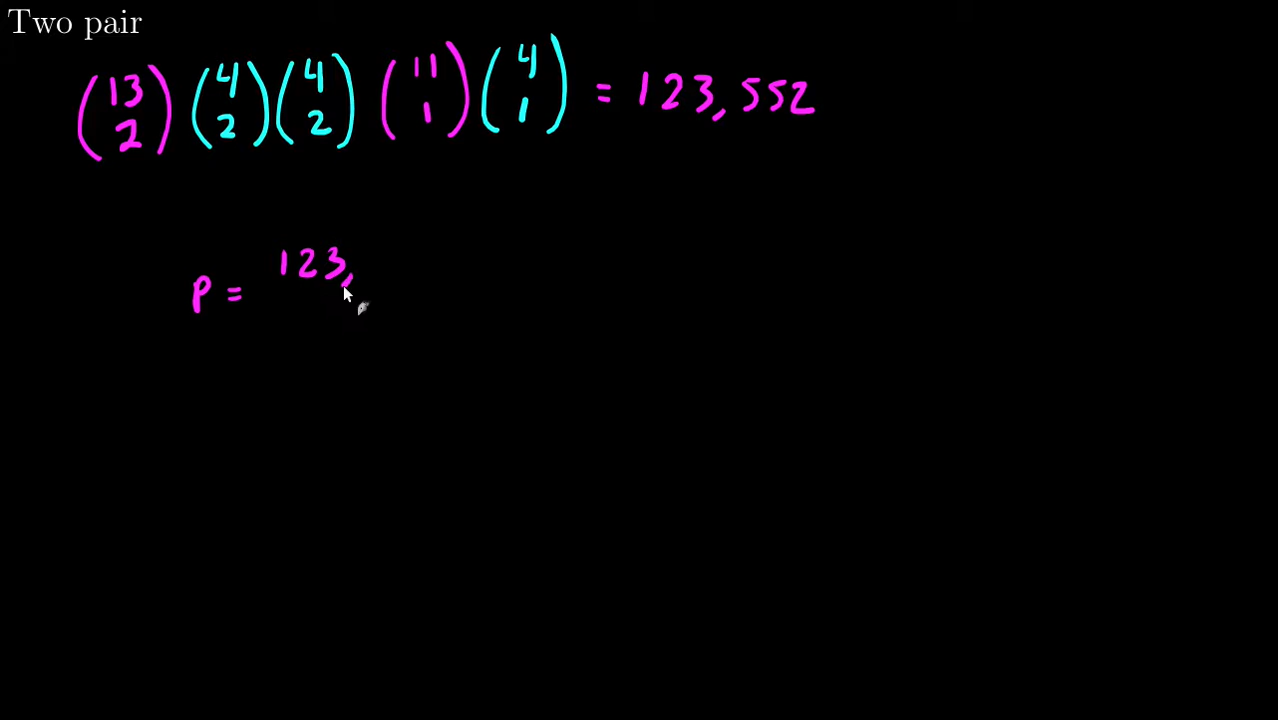 Two pair
(13 2) (4 2) (4 2) (11 1) (4 1) = 123,552
P = 123,